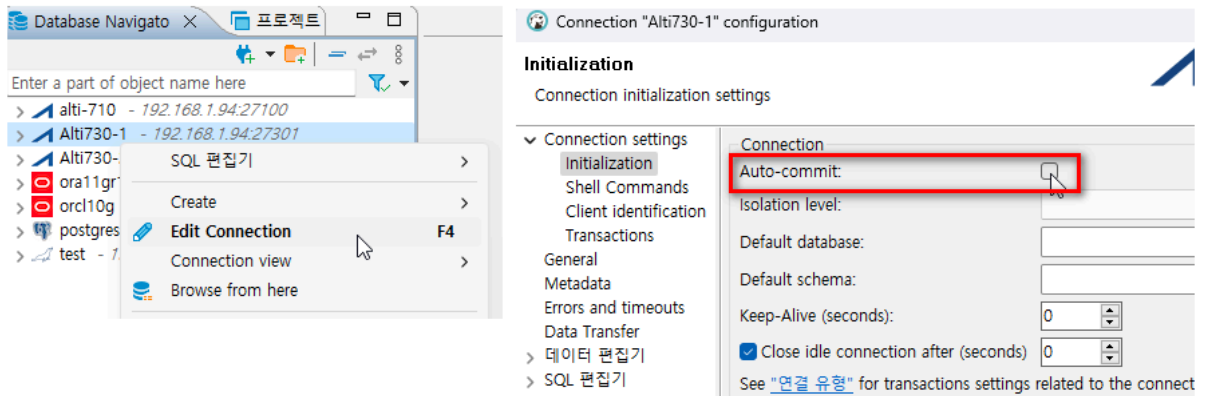 Database Navigato
프로젝트
Enter a part of object name here
alti-710 - 192.168.1.94:27100
Alti730-1 - 192.168.1.94:27301
Alti730-
ora11gr
orcl10g
postgres
test - 1
SQL 편집기
Create
Edit Connection F4
Connection view
Browse from here
Connection "Alti730-1" configuration
Initialization
Connection initialization settings
Connection settings
Initialization
Shell Commands
Client identification
Transactions
General
Metadata
Errors and timeouts
Data Transfer
데이터 편집기
SQL 편집기
Connection
Auto-commit:
Isolation level:
Default database:
Default schema:
Keep-Alive (seconds): 0
Close idle connection after (seconds) 0
See "연결 유형" for transactions settings related to the connect